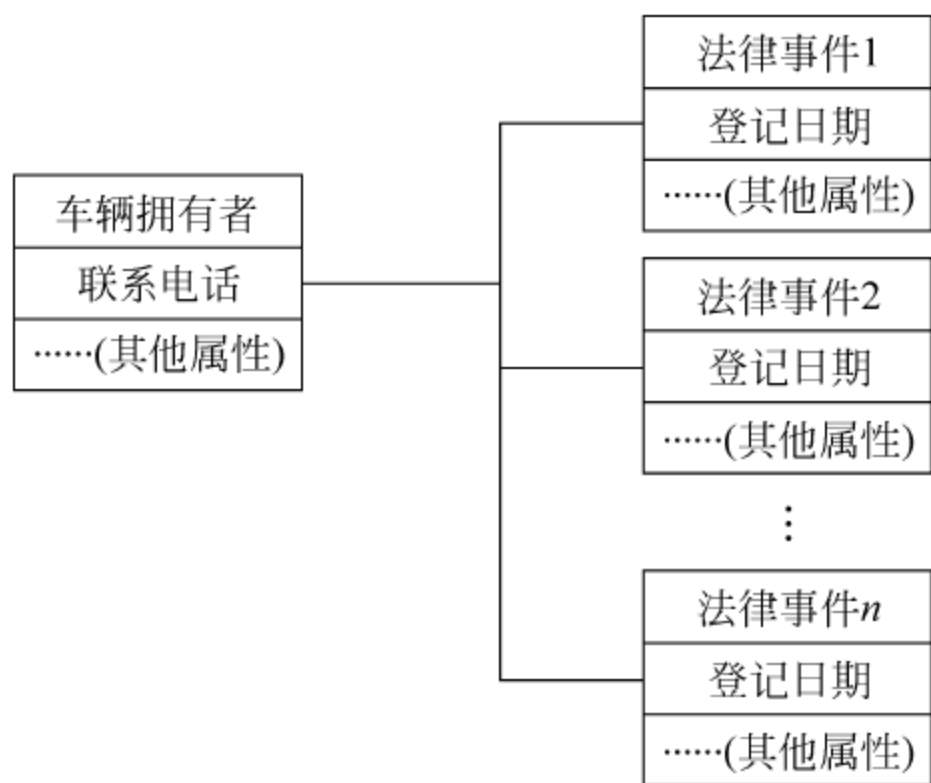 车辆拥有者
联系电话
……(其他属性)
法律事件1
登记日期
……(其他属性)
法律事件2
登记日期
……(其他属性)
⋮
法律事件n
登记日期
……(其他属性)